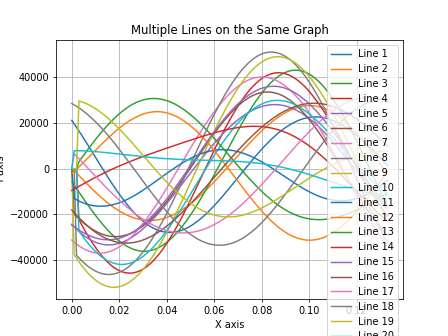 Multiple Lines on the Same Graph
40000
20000
0
−20000
−40000
0.00
0.02
0.04
0.06
0.08
0.10
X axis
Line 1
Line 2
Line 3
Line 4
Line 5
Line 6
Line 7
Line 8
Line 9
Line 10
Line 11
Line 12
Line 13
Line 14
Line 15
Line 16
Line 17
Line 18
Line 19
Line 20